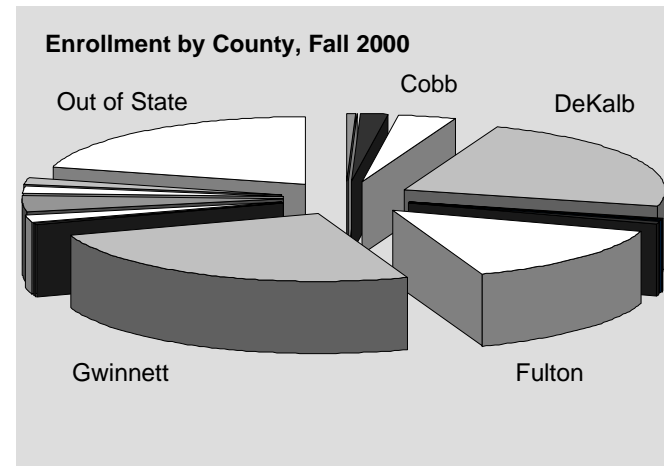 Enrollment by County, Fall 2000
Cobb
Out of State
DeKalb
Gwinnett
Fulton